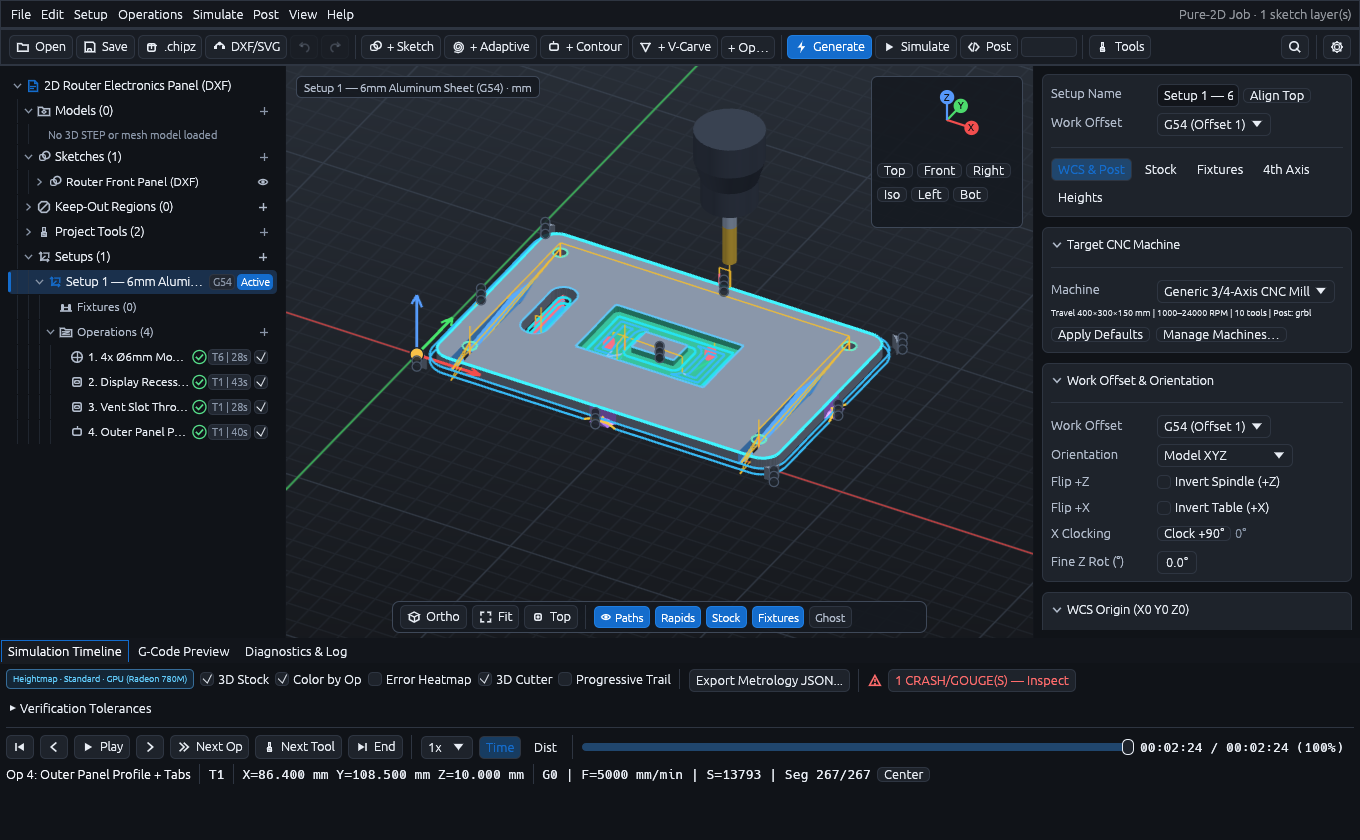 File Edit Setup Operations Simulate Post View Help
Pure-2D Job · 1 sketch layer(s)
Open Save .chipz DXF/SVG + Sketch + Adaptive + Contour + V-Carve + Op... Generate Simulate Post Tools
2D Router Electronics Panel (DXF)
Models (0) +
No 3D STEP or mesh model loaded
Sketches (1) +
Router Front Panel (DXF)
Keep-Out Regions (0) +
Project Tools (2) +
Setups (1) +
Setup 1 — 6mm Alumi... G54 Active
Fixtures (0)
Operations (4) +
1. 4x Ø6mm Mo... T6 | 28s
2. Display Recess... T1 | 43s
3. Vent Slot Thro... T1 | 28s
4. Outer Panel P... T1 | 40s
Setup 1 — 6mm Aluminum Sheet (G54) · mm
Z Y X
Top Front Right
Iso Left Bot
Ortho Fit Top Paths Rapids Stock Fixtures Ghost
Setup Name Setup 1 — 6 Align Top
Work Offset G54 (Offset 1)
WCS & Post Stock Fixtures 4th Axis
Heights
Target CNC Machine
Machine Generic 3/4-Axis CNC Mill
Travel 400×300×150 mm | 1000–24000 RPM | 10 tools | Post: grbl
Apply Defaults Manage Machines...
Work Offset & Orientation
Work Offset G54 (Offset 1)
Orientation Model XYZ
Flip +Z Invert Spindle (+Z)
Flip +X Invert Table (+X)
X Clocking Clock +90° 0°
Fine Z Rot (°) 0.0°
WCS Origin (X0 Y0 Z0)
Simulation Timeline G-Code Preview Diagnostics & Log
Heightmap · Standard · GPU (Radeon 780M) 3D Stock Color by Op Error Heatmap 3D Cutter Progressive Trail Export Metrology JSON... 1 CRASH/GOUGE(S) — Inspect
Verification Tolerances
Play Next Op Next Tool End 1x Time Dist 00:02:24 / 00:02:24 (100%)
Op 4: Outer Panel Profile + Tabs T1 X=86.400 mm Y=108.500 mm Z=10.000 mm G0 | F=5000 mm/min | S=13793 | Seg 267/267 Center